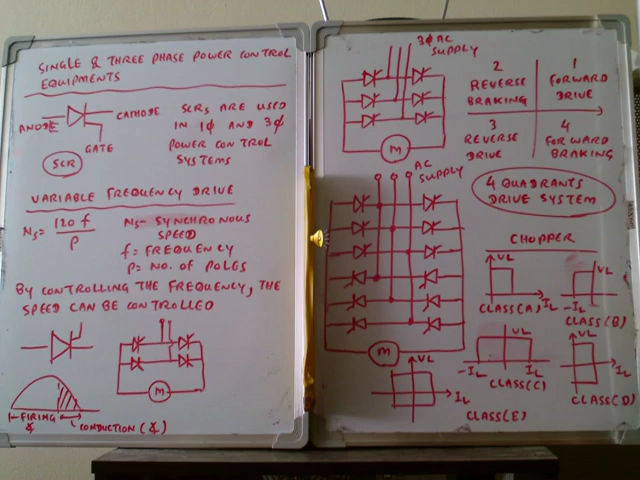 SINGLE & THREE PHASE POWER CONTROL
EQUIPMENTS
ANODE
CATHODE
GATE
SCR
SCRs ARE USED
IN 1Φ AND 3Φ
POWER CONTROL
SYSTEMS
VARIABLE FREQUENCY DRIVE
Ns = 120 f / P
Ns - SYNCHRONOUS
SPEED
f = FREQUENCY
P = NO. OF POLES
BY CONTROLLING THE FREQUENCY, THE
SPEED CAN BE CONTROLLED
M
FIRING
∡
CONDUCTION (∡)
3Φ AC
SUPPLY
M
2
REVERSE
BRAKING
1
FORWARD
DRIVE
3
REVERSE
DRIVE
4
FORWARD
BRAKING
AC
SUPPLY
M
4 QUADRANTS
DRIVE SYSTEM
CHOPPER
VL
IL
CLASS(A)
VL
-IL
CLASS(B)
VL
-IL
IL
CLASS(C)
VL
CLASS(D)
VL
IL
CLASS(E)